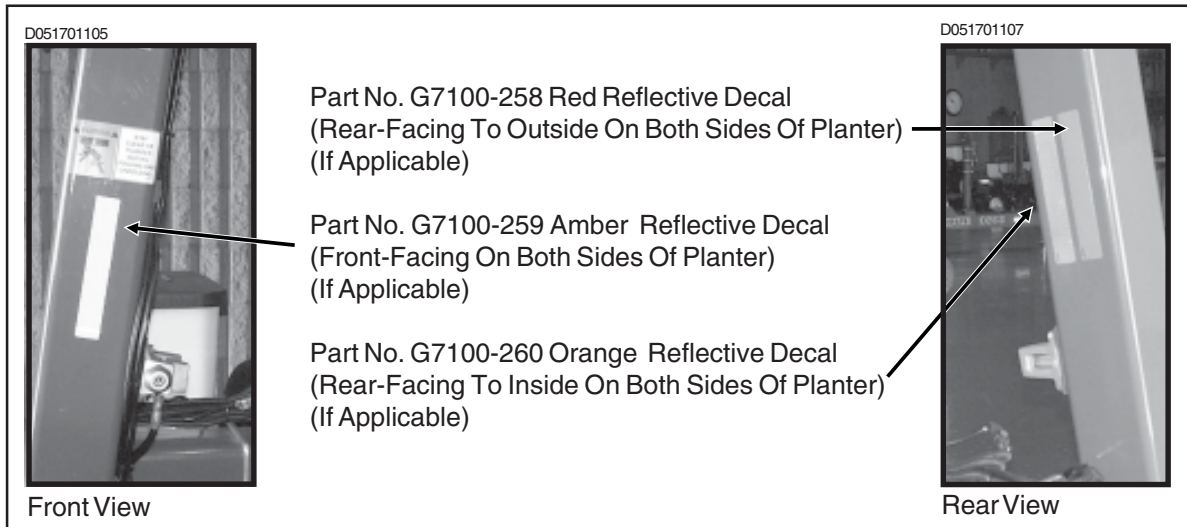 D051701105
D051701107
Part No. G7100-258 Red Reflective Decal
(Rear-Facing To Outside On Both Sides Of Planter)
(If Applicable)
Part No. G7100-259 Amber Reflective Decal
(Front-Facing On Both Sides Of Planter)
(If Applicable)
Part No. G7100-260 Orange Reflective Decal
(Rear-Facing To Inside On Both Sides Of Planter)
(If Applicable)
Front View
Rear View